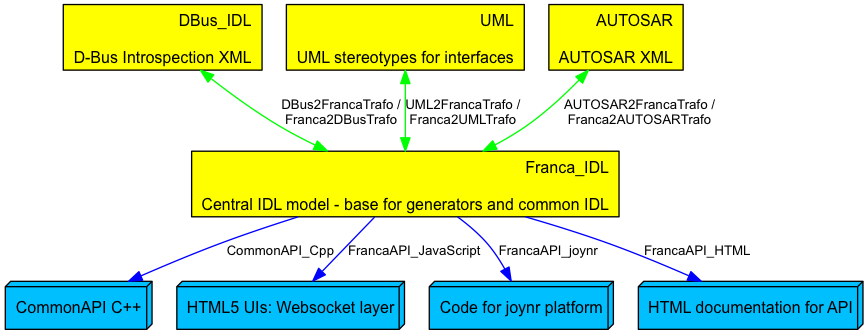 DBus_IDL
D-Bus Introspection XML
UML
UML stereotypes for interfaces
AUTOSAR
AUTOSAR XML
DBus2FrancaTrafo /
Franca2DBusTrafo
UML2FrancaTrafo /
Franca2UMLTrafo
AUTOSAR2FrancaTrafo /
Franca2AUTOSARTrafo
Franca_IDL
Central IDL model - base for generators and common IDL
CommonAPI_Cpp
FrancaAPI_JavaScript
FrancaAPI_joynr
FrancaAPI_HTML
CommonAPI C++
HTML5 UIs: Websocket layer
Code for joynr platform
HTML documentation for API